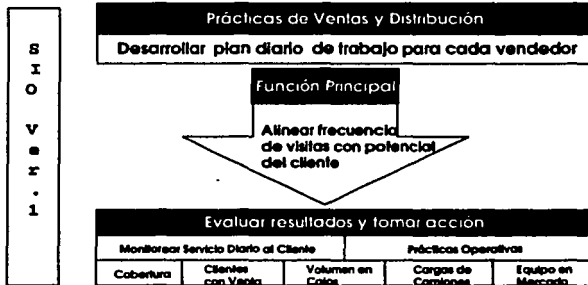 SIO Ver.1
Prácticas de Ventas y Distribución
Desarrollar plan diario de trabajo para cada vendedor
Función Principal
Alinear frecuencia
de visitas con potencial
del cliente
Evaluar resultados y tomar acción
Monitorear Servicio Diario al Cliente
Prácticas Operativas
Cobertura
Clientes
con Venta
Volumen en
Cajas
Cargas de
Camiones
Equipo en
Mercado